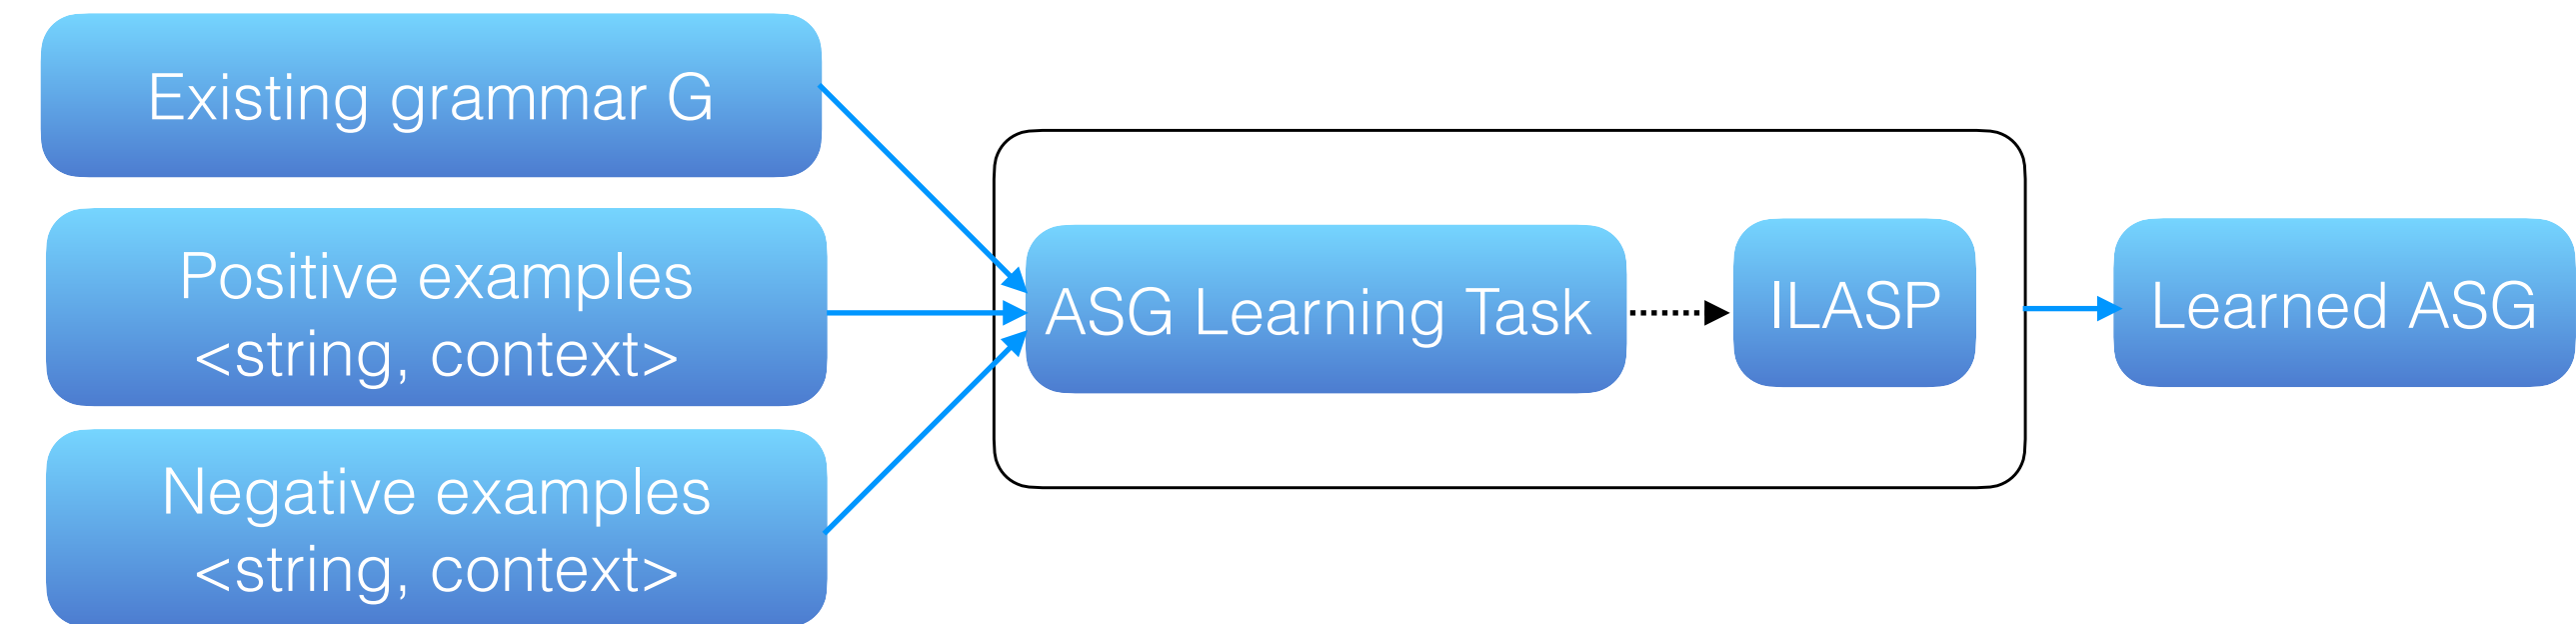 Existing grammar G
Positive examples
<string, context>
Negative examples
<string, context>
ASG Learning Task
ILASP
Learned ASG